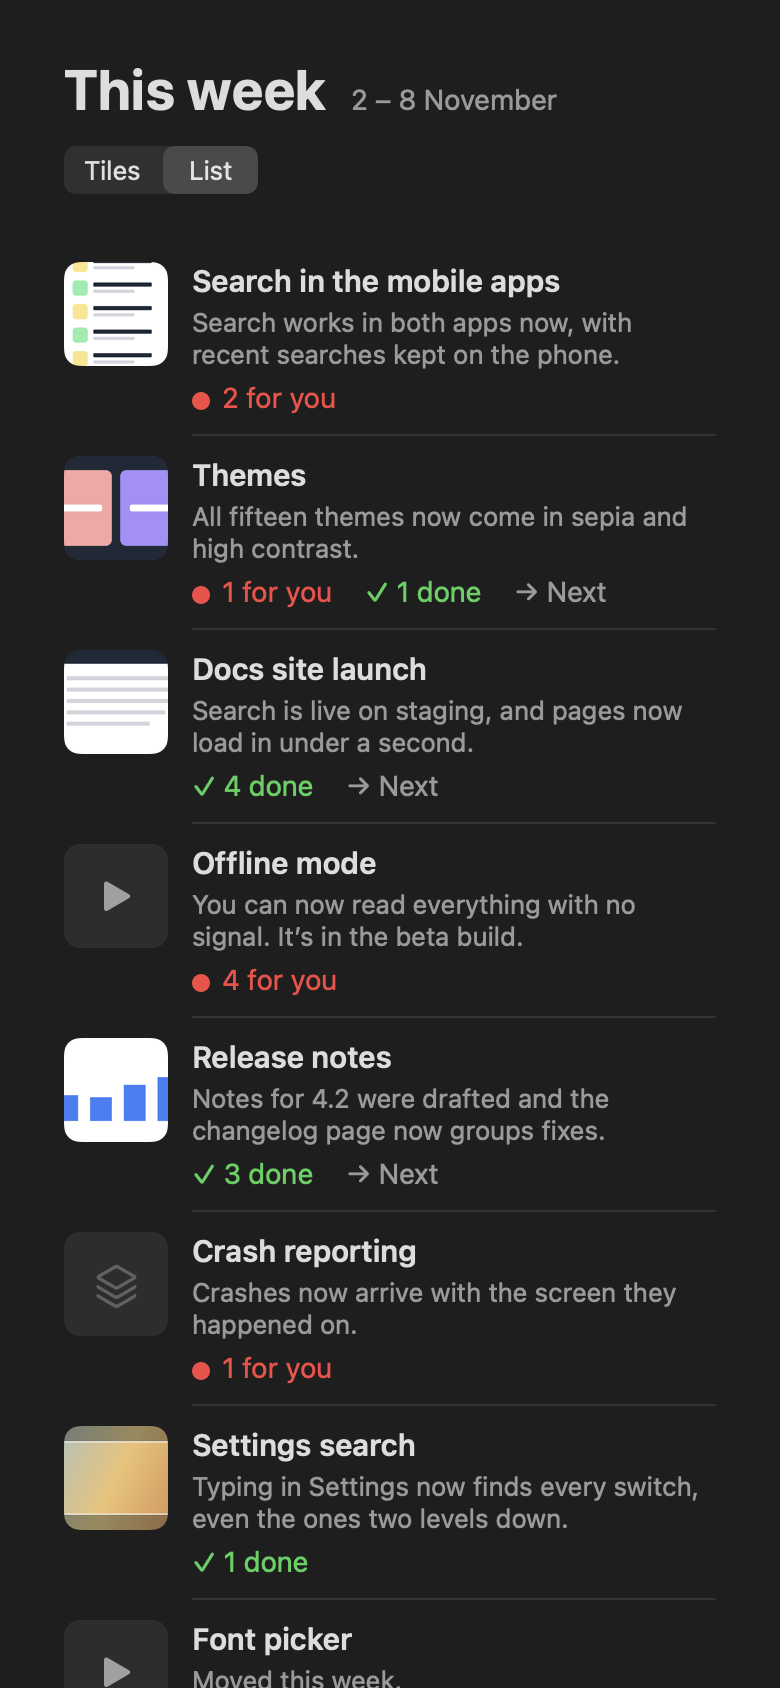 This week 2 – 8 November
Tiles List
Search in the mobile apps
Search works in both apps now, with
recent searches kept on the phone.
2 for you
Themes
All fifteen themes now come in sepia and
high contrast.
1 for you ✓ 1 done → Next
Docs site launch
Search is live on staging, and pages now
load in under a second.
✓ 4 done → Next
Offline mode
You can now read everything with no
signal. It’s in the beta build.
4 for you
Release notes
Notes for 4.2 were drafted and the
changelog page now groups fixes.
✓ 3 done → Next
Crash reporting
Crashes now arrive with the screen they
happened on.
1 for you
Settings search
Typing in Settings now finds every switch,
even the ones two levels down.
✓ 1 done
Font picker
Moved this week.